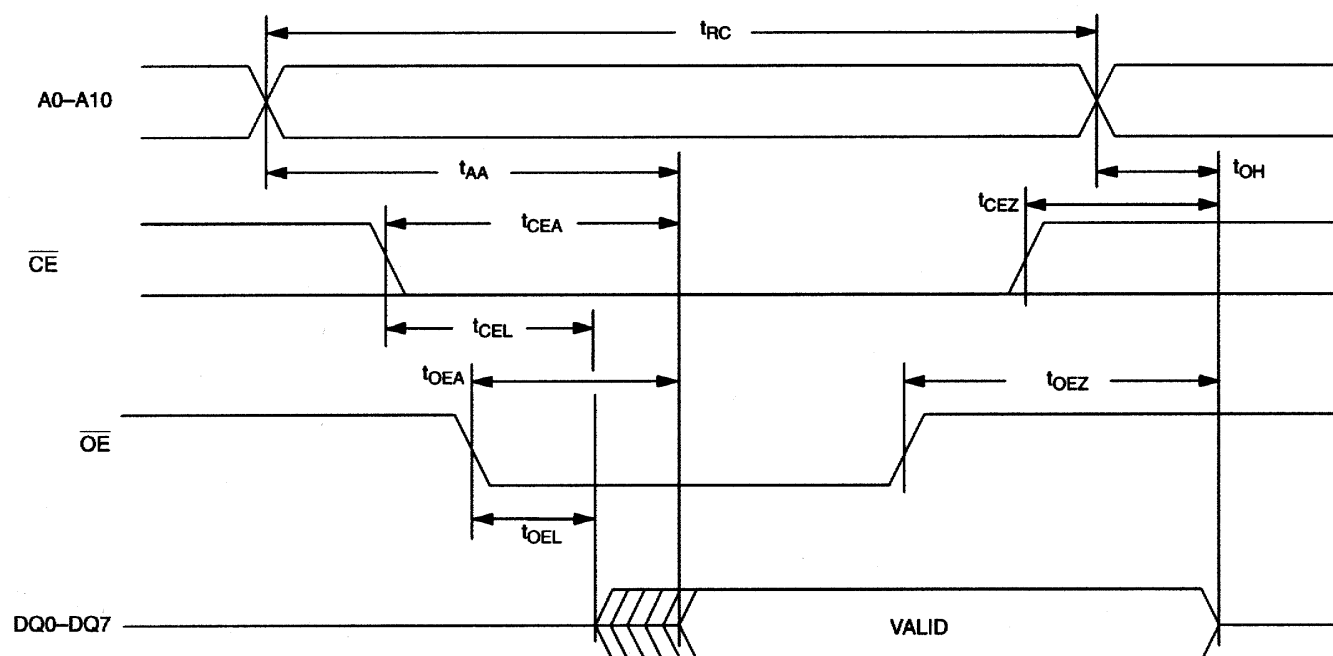 tRC
A0–A10
tAA
tOH
tCEZ
tCEA
CE
tCEL
tOEA
tOEZ
OE
tOEL
DQ0–DQ7
VALID